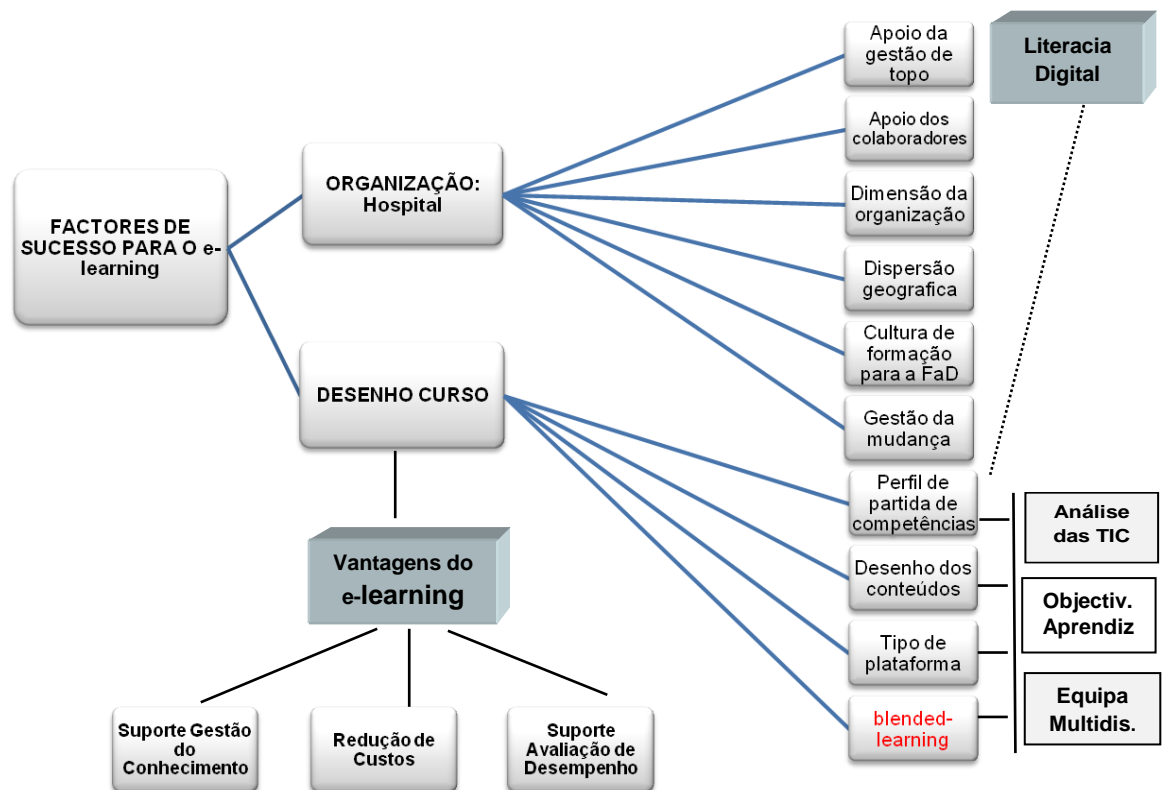 FACTORES DE
SUCESSO PARA O e-
learning
ORGANIZAÇÃO:
Hospital
Apoio da
gestão de
topo
Apoio dos
colaboradores
Dimensão da
organização
Dispersão
geografica
Cultura de
formação
para a FaD
Gestão da
mudança
Literacia
Digital
DESENHO CURSO
Perfil de
partida de
competências
Desenho dos
conteúdos
Tipo de
plataforma
blended-
learning
Análise
das TIC
Objectiv.
Aprendiz
Equipa
Multidis.
Vantagens do
e-learning
Suporte Gestão
do
Conhecimento
Redução de
Custos
Suporte
Avaliação de
Desempenho